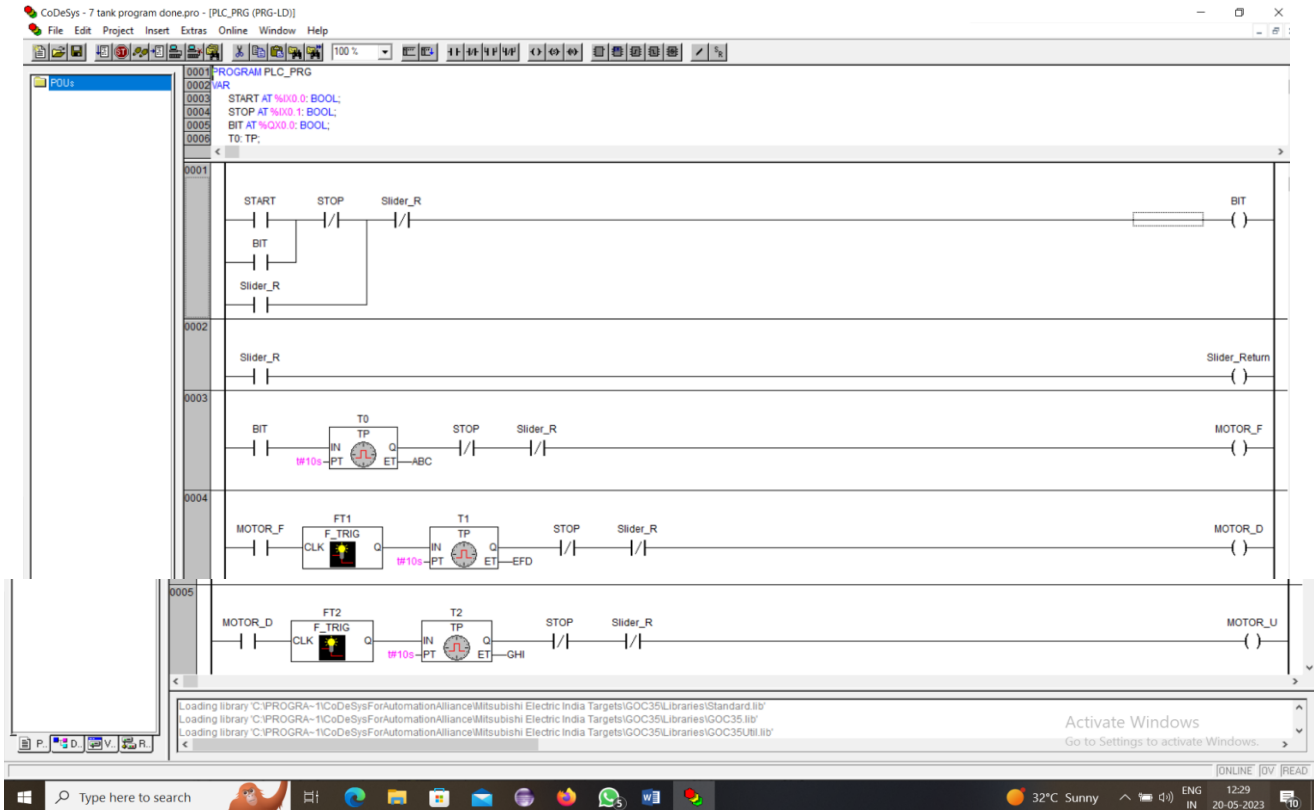 CoDeSys - 7 tank program done.pro - [PLC_PRG (PRG-LD)]
File Edit Project Insert Extras Online Window Help
100 %
POUs
0001 PROGRAM PLC_PRG
0002 VAR
0003 START AT %IX0.0: BOOL;
0004 STOP AT %IX0.1: BOOL;
0005 BIT AT %QX0.0: BOOL;
0006 T0: TP;
0001
START STOP Slider_R BIT
BIT
Slider_R
0002
Slider_R Slider_Return
0003
T0
BIT TP STOP Slider_R MOTOR_F
IN Q
t#10s PT ET ABC
0004
FT1 T1
MOTOR_F F_TRIG TP STOP Slider_R MOTOR_D
CLK Q IN Q
t#10s PT ET EFD
0005
FT2 T2
MOTOR_D F_TRIG TP STOP Slider_R MOTOR_U
CLK Q IN Q
t#10s PT ET GHI
Loading library 'C:\PROGRA~1\CoDeSysForAutomationAlliance\Mitsubishi Electric India Targets\GOC35\Libraries\Standard.lib'
Loading library 'C:\PROGRA~1\CoDeSysForAutomationAlliance\Mitsubishi Electric India Targets\GOC35\Libraries\GOC35.lib'
Loading library 'C:\PROGRA~1\CoDeSysForAutomationAlliance\Mitsubishi Electric India Targets\GOC35\Libraries\GOC35Util.lib'
Activate Windows
Go to Settings to activate Windows.
P.. D.. V.. R..
ONLINE OV READ
Type here to search
32°C Sunny
ENG
IN
12:29
20-05-2023